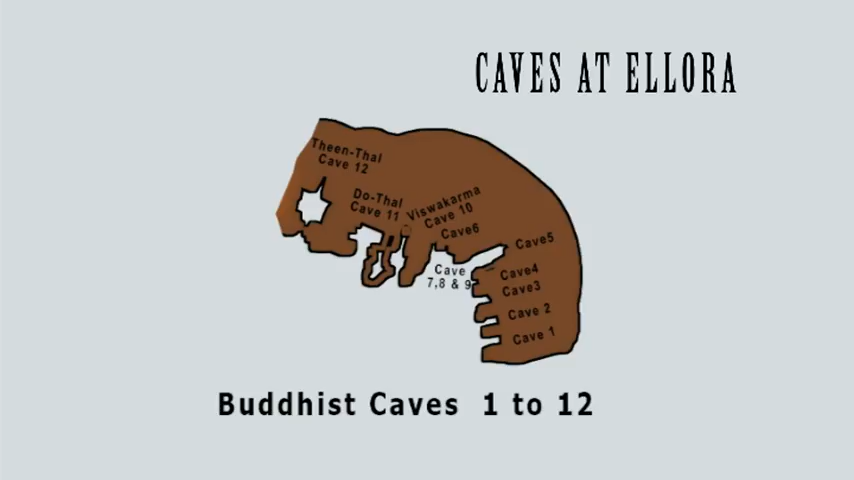 CAVES AT ELLORA
Theen-Thal
Cave 12
Do-Thal
Cave 11
Viswakarma
Cave 10
Cave6
Cave5
Cave
7,8 & 9
Cave4
Cave3
Cave 2
Cave 1
Buddhist Caves 1 to 12